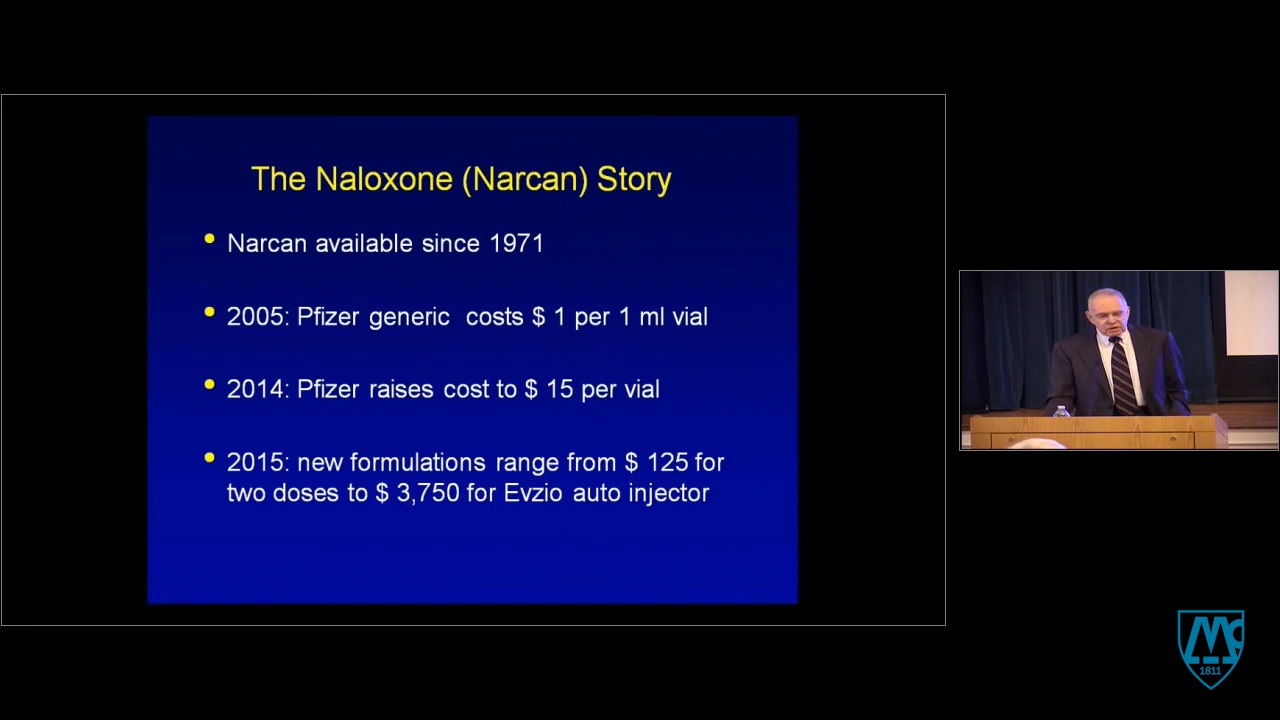 The Naloxone (Narcan) Story
• Narcan available since 1971
• 2005: Pfizer generic costs $ 1 per 1 ml vial
• 2014: Pfizer raises cost to $ 15 per vial
• 2015: new formulations range from $ 125 for
two doses to $ 3,750 for Evzio auto injector
Mc
1811